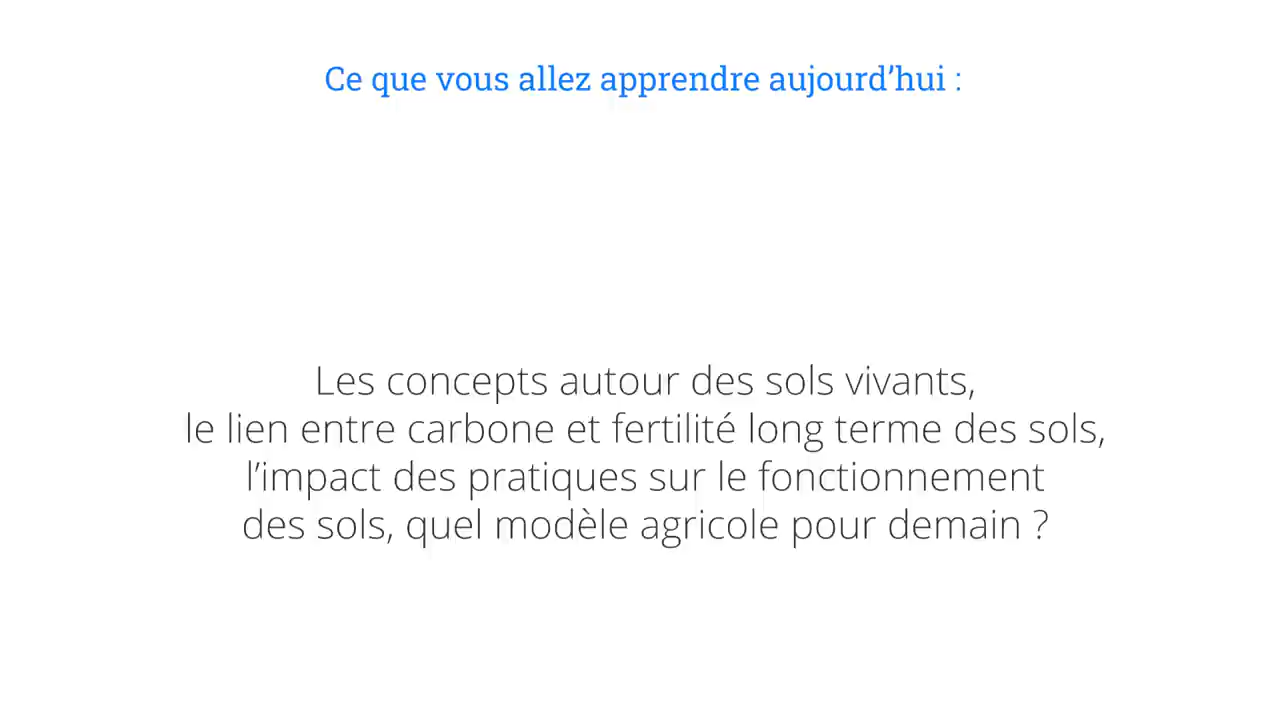 Ce que vous allez apprendre aujourd’hui :
Les concepts autour des sols vivants,
le lien entre carbone et fertilité long terme des sols,
l’impact des pratiques sur le fonctionnement
des sols, quel modèle agricole pour demain ?